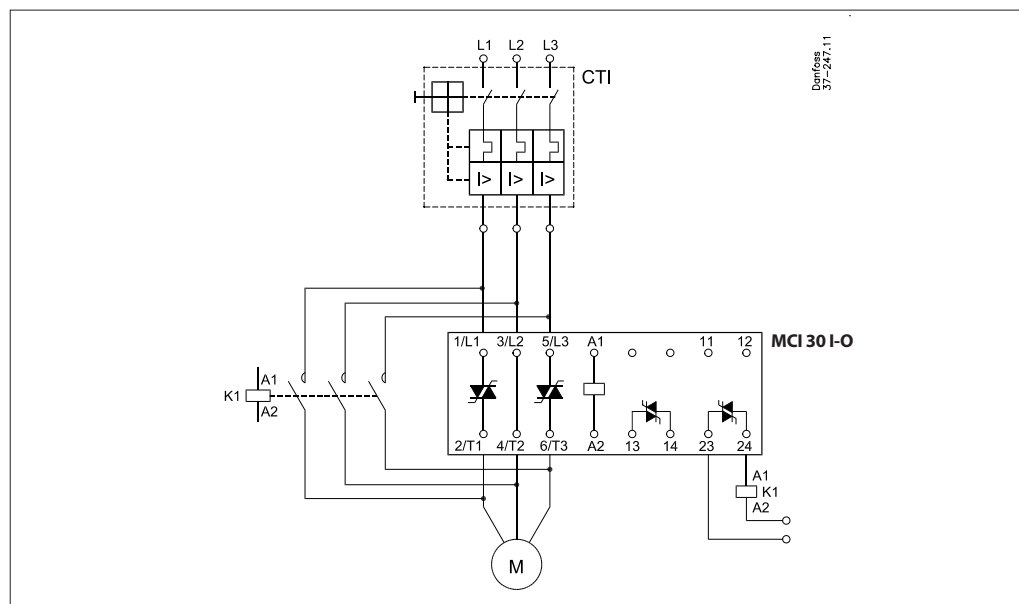 L1 L2 L3
CTI
Danfoss
37-247.11
I> I> I>
1/L1 3/L2 5/L3 A1 11 12
MCI 30 I-O
A1
K1
A2
2/T1 4/T2 6/T3 A2 13 14 23 24
A1
K1
A2
M